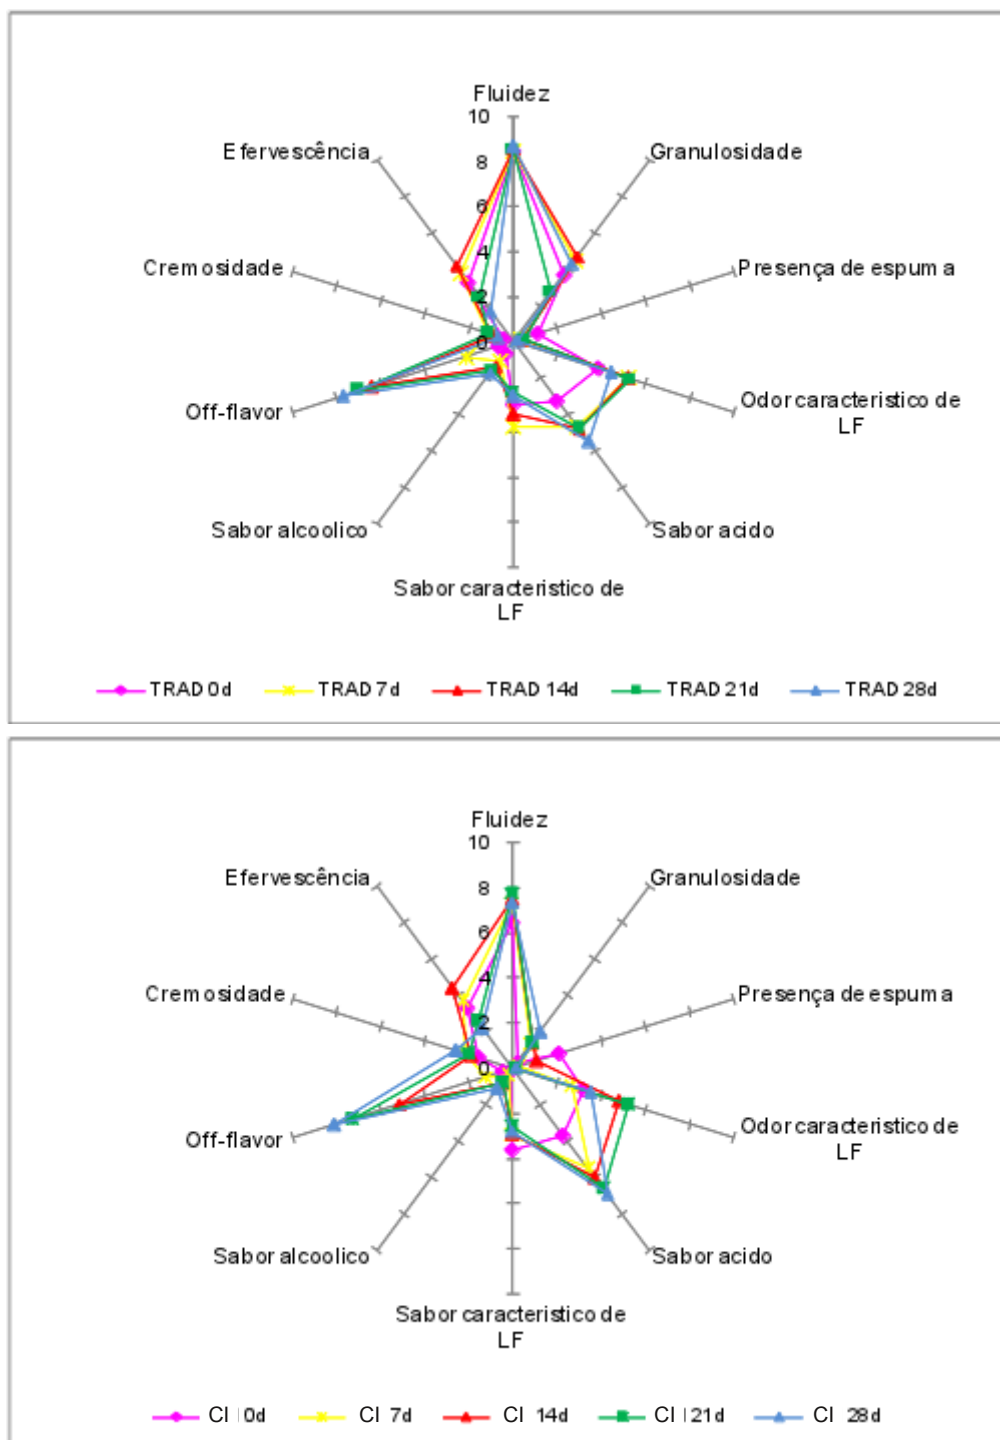 Fluidez
10
Efervescência
Granulosidade
8
6
Cremosidade
4
Presença de espuma
2
0
Off-flavor
Odor caracteristico de
LF
Sabor alcoolico
Sabor acido
Sabor caracteristico de
LF
TRAD 0d TRAD 7d TRAD 14d TRAD 21d TRAD 28d
Fluidez
10
Efervescência
Granulosidade
8
6
Cremosidade
4
Presença de espuma
2
0
Off-flavor
Odor caracteristico de
LF
Sabor alcoolico
Sabor acido
Sabor caracteristico de
LF
CI 0d CI 7d CI 14d CI 21d CI 28d